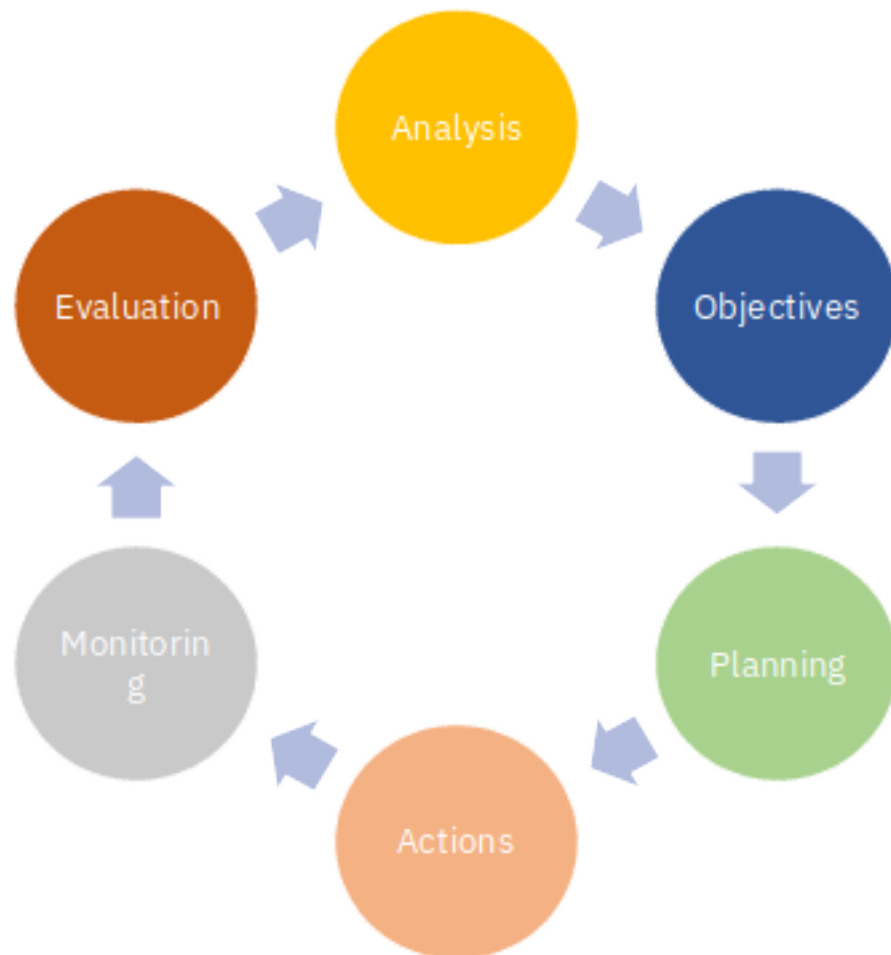 Analysis
Objectives
Planning
Actions
Monitorin
g
Evaluation